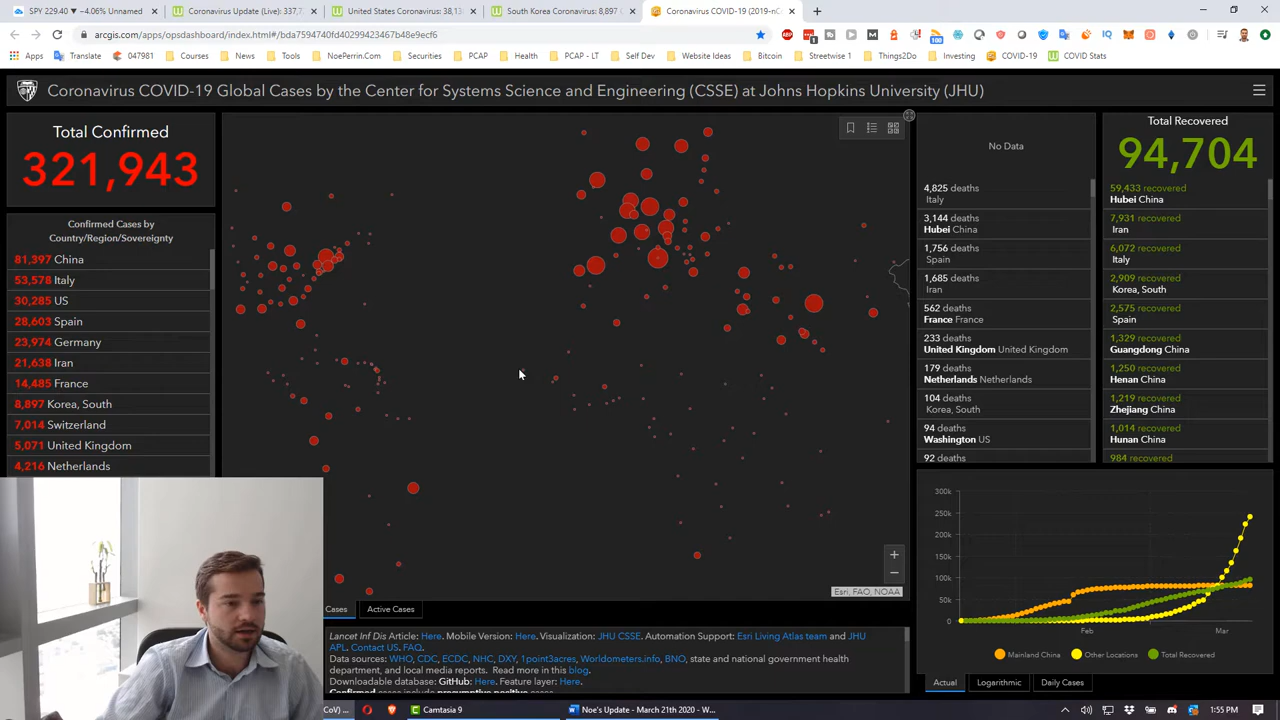 SPY 229.40 ▼ −4.06% Unnamed
Coronavirus Update (Live): 337,7
United States Coronavirus: 38,13
South Korea Coronavirus: 8,897 (
Coronavirus COVID-19 (2019-nC
arcgis.com/apps/opsdashboard/index.html#/bda7594740fd40299423467b48e9ecf6
Apps
Translate
.04 - .047981
Courses
News
Tools
NoePerrin.Com
Securities
PCAP
Health
PCAP - LT
Self Dev
Website Ideas
Bitcoin
Streetwise 1
Things2Do
Investing
COVID-19
COVID Stats
Coronavirus COVID-19 Global Cases by the Center for Systems Science and Engineering (CSSE) at Johns Hopkins University (JHU)
Total Confirmed
321,943
Confirmed Cases by
Country/Region/Sovereignty
81,397 China
53,578 Italy
30,285 US
28,603 Spain
23,974 Germany
21,638 Iran
14,485 France
8,897 Korea, South
7,014 Switzerland
5,071 United Kingdom
4,216 Netherlands
Esri, FAO, NOAA
Cases
Active Cases
Lancet Inf Dis Article: Here. Mobile Version: Here. Visualization: JHU CSSE. Automation Support: Esri Living Atlas team and JHU
APL. Contact US. FAQ.
Data sources: WHO, CDC, ECDC, NHC, DXY, 1point3acres, Worldometers.info, BNO, state and national government health
department, and local media reports. Read more in this blog.
Downloadable database: GitHub: Here. Feature layer: Here.
Confirmed cases include presumptive positive cases.
No Data
4,825 deaths
Italy
3,144 deaths
Hubei China
1,756 deaths
Spain
1,685 deaths
Iran
562 deaths
France France
233 deaths
United Kingdom United Kingdom
179 deaths
Netherlands Netherlands
104 deaths
Korea, South
94 deaths
Washington US
92 deaths
Total Recovered
94,704
59,433 recovered
Hubei China
7,931 recovered
Iran
6,072 recovered
Italy
2,909 recovered
Korea, South
2,575 recovered
Spain
1,329 recovered
Guangdong China
1,250 recovered
Henan China
1,219 recovered
Zhejiang China
1,014 recovered
Hunan China
984 recovered
300k
250k
200k
150k
100k
50k
0
Feb
Mar
Mainland China
Other Locations
Total Recovered
Actual
Logarithmic
Daily Cases
CoV) ...
Camtasia 9
Noe's Update - March 21th 2020 - W...
1:55 PM